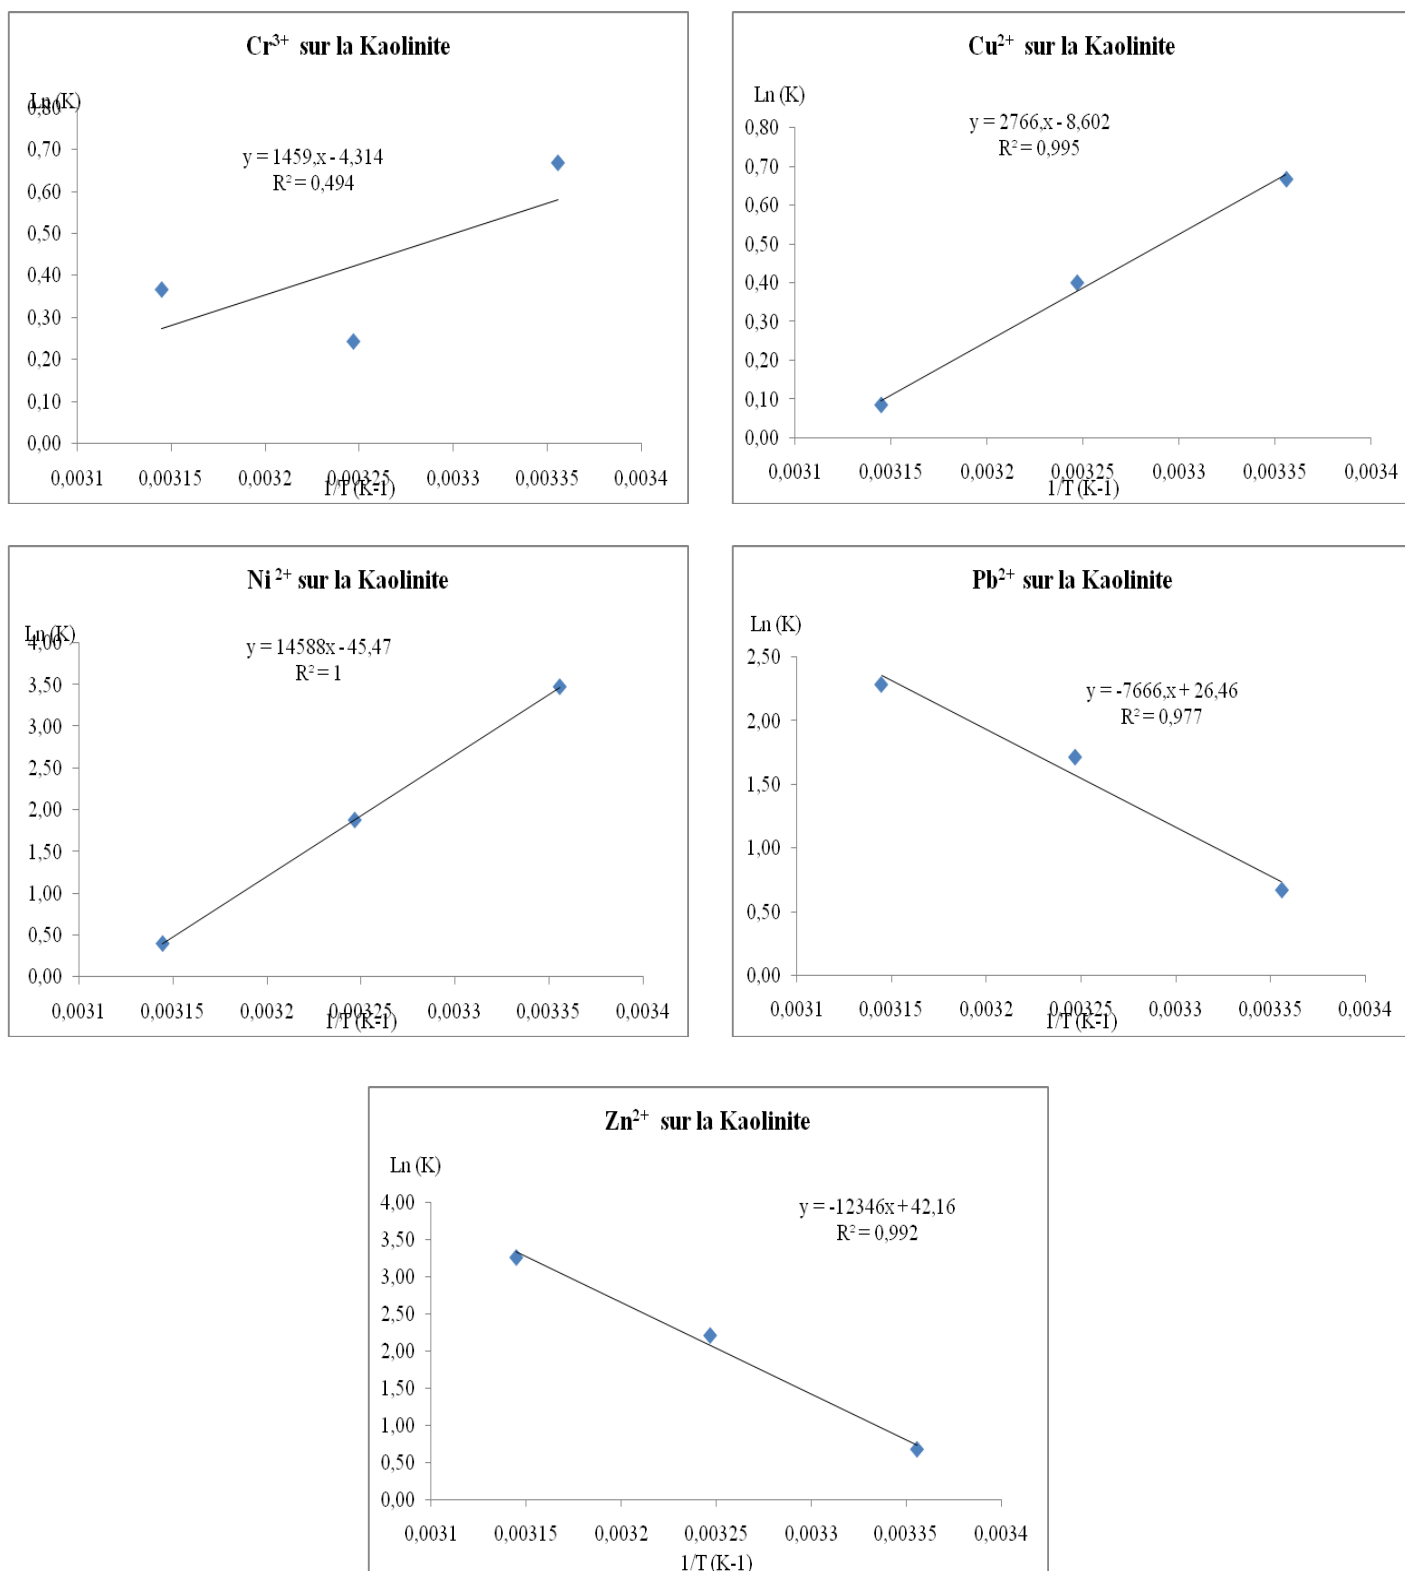 Cr³⁺ sur la Kaolinite
Ln (K)
y = 1459,x - 4,314
R² = 0,494
0,80
0,70
0,60
0,50
0,40
0,30
0,20
0,10
0,00
0,0031 0,00315 0,0032 0,00325 0,0033 0,00335 0,0034
1/T (K-1)
Cu²⁺ sur la Kaolinite
Ln (K)
y = 2766,x - 8,602
R² = 0,995
0,80
0,70
0,60
0,50
0,40
0,30
0,20
0,10
0,00
0,0031 0,00315 0,0032 0,00325 0,0033 0,00335 0,0034
1/T (K-1)
Ni ²⁺ sur la Kaolinite
Ln (K)
y = 14588x - 45,47
R² = 1
4,00
3,50
3,00
2,50
2,00
1,50
1,00
0,50
0,00
0,0031 0,00315 0,0032 0,00325 0,0033 0,00335 0,0034
1/T (K-1)
Pb²⁺ sur la Kaolinite
Ln (K)
y = -7666,x + 26,46
R² = 0,977
2,50
2,00
1,50
1,00
0,50
0,00
0,0031 0,00315 0,0032 0,00325 0,0033 0,00335 0,0034
1/T (K-1)
Zn²⁺ sur la Kaolinite
Ln (K)
y = -12346x + 42,16
R² = 0,992
4,00
3,50
3,00
2,50
2,00
1,50
1,00
0,50
0,00
0,0031 0,00315 0,0032 0,00325 0,0033 0,00335 0,0034
1/T (K-1)